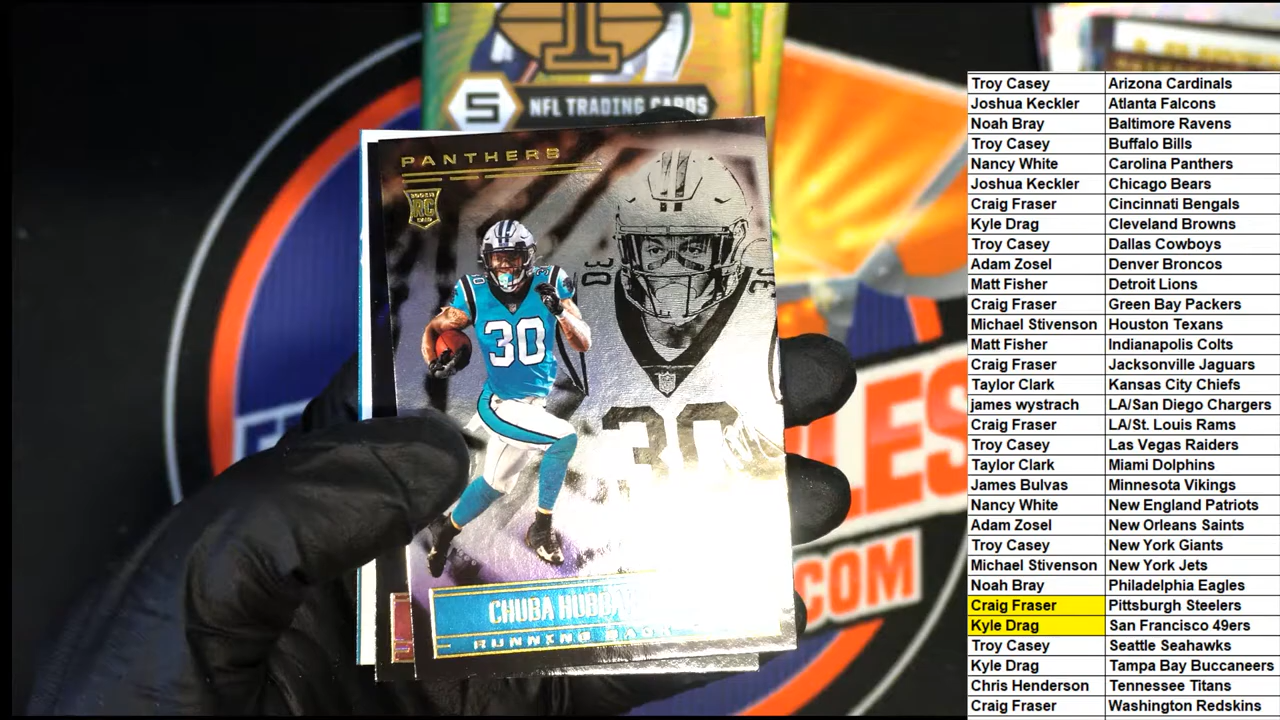 5 NFL TRADING CARDS
PANTHERS
ROOKIE
RC
CARD
30
30
CHUBA
RUNNING BACK
LES
.COM
Troy Casey Arizona Cardinals
Joshua Keckler Atlanta Falcons
Noah Bray Baltimore Ravens
Troy Casey Buffalo Bills
Nancy White Carolina Panthers
Joshua Keckler Chicago Bears
Craig Fraser Cincinnati Bengals
Kyle Drag Cleveland Browns
Troy Casey Dallas Cowboys
Adam Zosel Denver Broncos
Matt Fisher Detroit Lions
Craig Fraser Green Bay Packers
Michael Stivenson Houston Texans
Matt Fisher Indianapolis Colts
Craig Fraser Jacksonville Jaguars
Taylor Clark Kansas City Chiefs
james wystrach LA/San Diego Chargers
Craig Fraser LA/St. Louis Rams
Troy Casey Las Vegas Raiders
Taylor Clark Miami Dolphins
James Bulvas Minnesota Vikings
Nancy White New England Patriots
Adam Zosel New Orleans Saints
Troy Casey New York Giants
Michael Stivenson New York Jets
Noah Bray Philadelphia Eagles
Craig Fraser Pittsburgh Steelers
Kyle Drag San Francisco 49ers
Troy Casey Seattle Seahawks
Kyle Drag Tampa Bay Buccaneers
Chris Henderson Tennessee Titans
Craig Fraser Washington Redskins